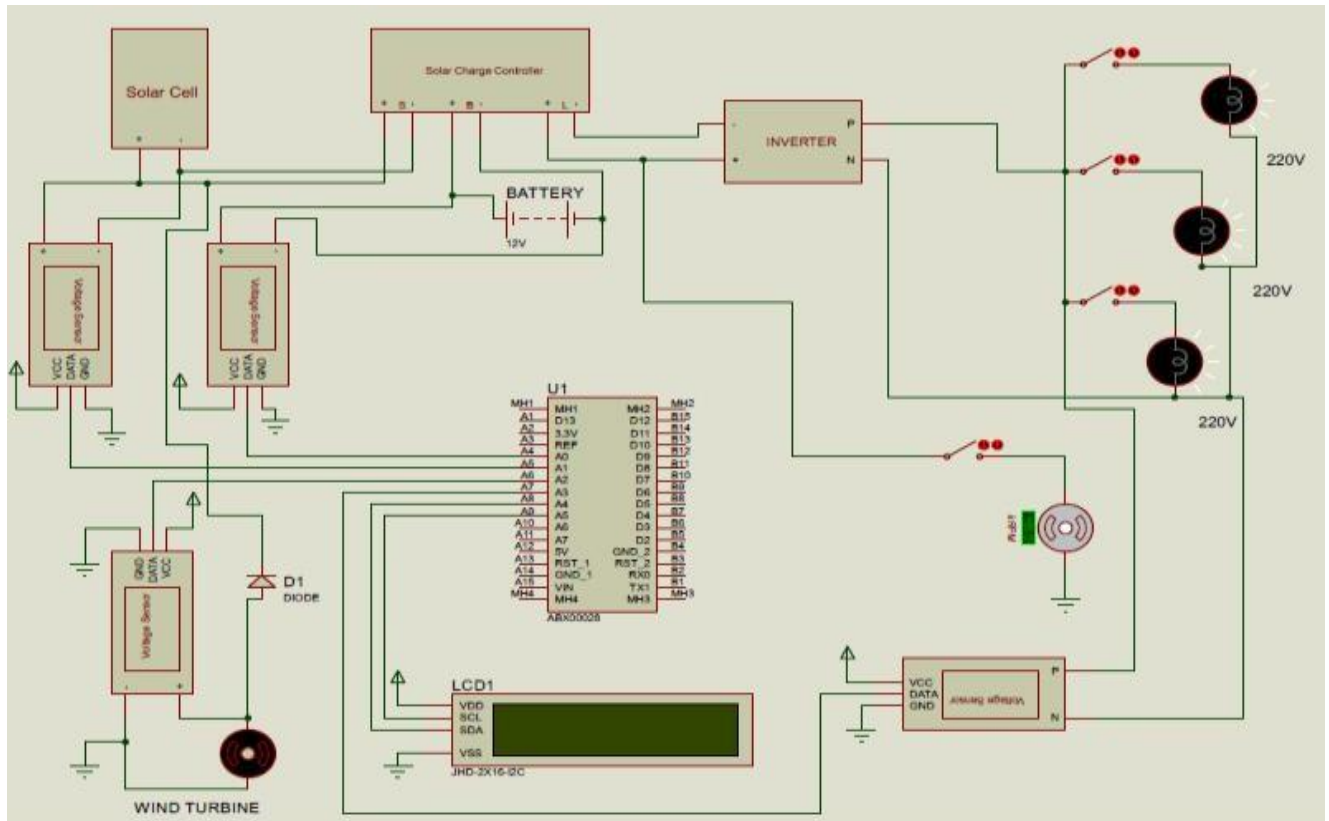 Solar Cell
+ -
Solar Charge Controller
+ S - + B - + L -
INVERTER
-
+
P
N
220V
220V
220V
BATTERY
12V
+ -
Voltage Sensor
VCC
DATA
GND
+ -
Voltage Sensor
VCC
DATA
GND
U1
MH1 MH1 MH2 MH2
A1 D13 D12 B15
A2 3.3V D11 B14
A3 REF D10 B13
A4 A0 D9 B12
A5 A1 D8 B11
A6 A2 D7 B10
A7 A3 D6 B9
A8 A4 D5 B8
A9 A5 D4 B7
A10 A6 D3 B6
A11 A7 D2 B5
A12 5V GND_2 B4
A13 RST_1 RST_2 B3
A14 GND_1 RX0 B2
A15 VIN TX1 B1
MH4 MH4 MH3 MH3
ABX00028
GND
DATA
VCC
Voltage Sensor
- +
D1
DIODE
WIND TURBINE
LCD1
VDD
SCL
SDA
VSS
JHD-2X16-I2C
VCC
DATA
GND
Voltage Sensor
P
N